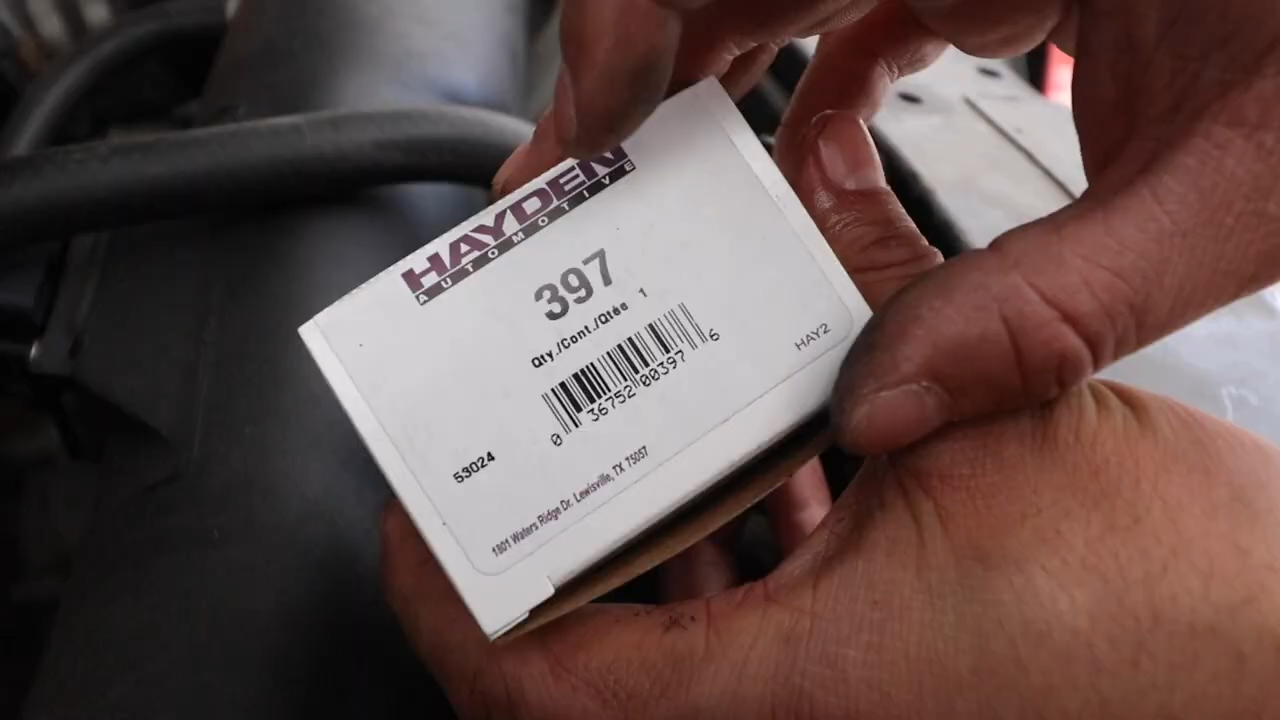 HAYDEN
AUTOMOTIVE
397
Qty./Cont./Qtée 1
0 36752 00397 6
HAY2
53024
1801 Waters Ridge Dr. Lewisville, TX 75057